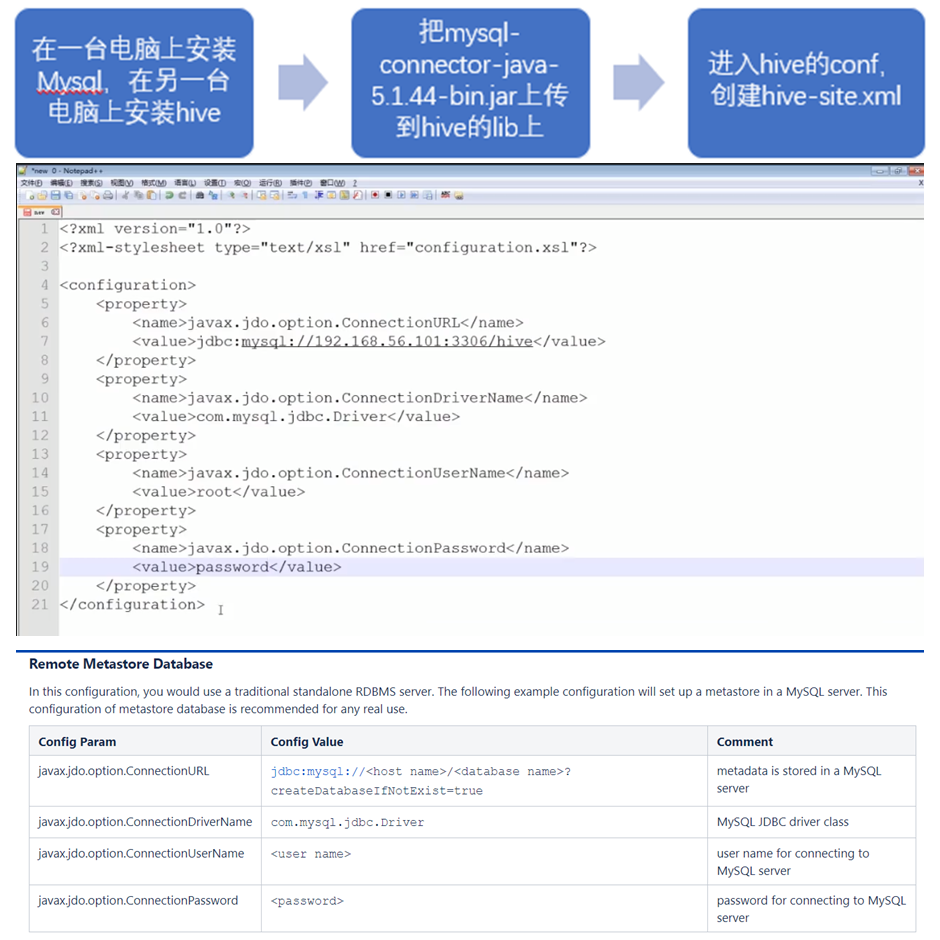 在一台电脑上安装
Mysql，在另一台
电脑上安装hive
把mysql-
connector-java-
5.1.44-bin.jar上传
到hive的lib上
进入hive的conf,
创建hive-site.xml
*new 0 - Notepad++
文件(F) 编辑(E) 搜索(S) 视图(V) 格式(M) 语言(L) 设置(T) 宏(O) 运行(R) 插件(P) 窗口(W) ?
new
1 <?xml version="1.0"?>
2 <?xml-stylesheet type="text/xsl" href="configuration.xsl"?>
3
4 <configuration>
5 <property>
6 <name>javax.jdo.option.ConnectionURL</name>
7 <value>jdbc:mysql://192.168.56.101:3306/hive</value>
8 </property>
9 <property>
10 <name>javax.jdo.option.ConnectionDriverName</name>
11 <value>com.mysql.jdbc.Driver</value>
12 </property>
13 <property>
14 <name>javax.jdo.option.ConnectionUserName</name>
15 <value>root</value>
16 </property>
17 <property>
18 <name>javax.jdo.option.ConnectionPassword</name>
19 <value>password</value>
20 </property>
21 </configuration>
Remote Metastore Database
In this configuration, you would use a traditional standalone RDBMS server. The following example configuration will set up a metastore in a MySQL server. This
configuration of metastore database is recommended for any real use.
Config Param Config Value Comment
javax.jdo.option.ConnectionURL jdbc:mysql://<host name>/<database name>? metadata is stored in a MySQL
createDatabaseIfNotExist=true server
javax.jdo.option.ConnectionDriverName com.mysql.jdbc.Driver MySQL JDBC driver class
javax.jdo.option.ConnectionUserName <user name> user name for connecting to
MySQL server
javax.jdo.option.ConnectionPassword <password> password for connecting to MySQL
server